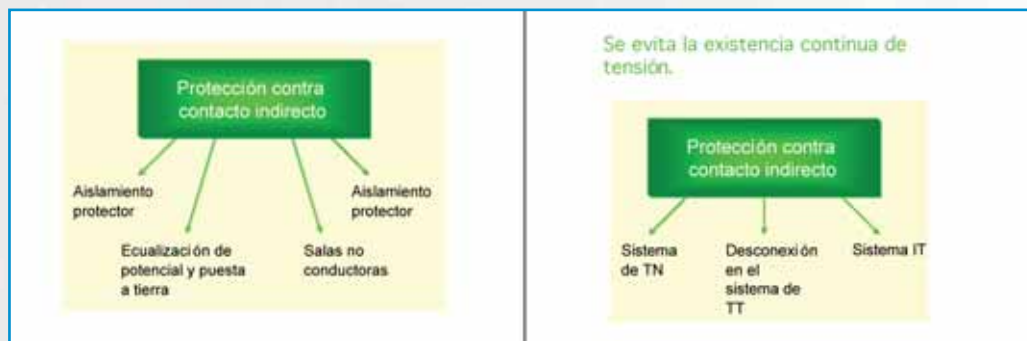 Protección contra
contacto indirecto
Aislamiento
protector
Ecualización de
potencial y puesta
a tierra
Salas no
conductoras
Aislamiento
protector
Se evita la existencia continua de
tensión.
Protección contra
contacto indirecto
Sistema
de TN
Desconexión
en el
sistema de
TT
Sistema IT